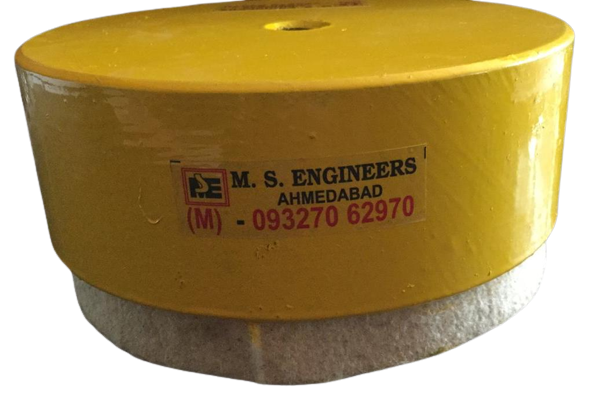 M. S. ENGINEERS
AHMEDABAD
(M) - 093270 62970